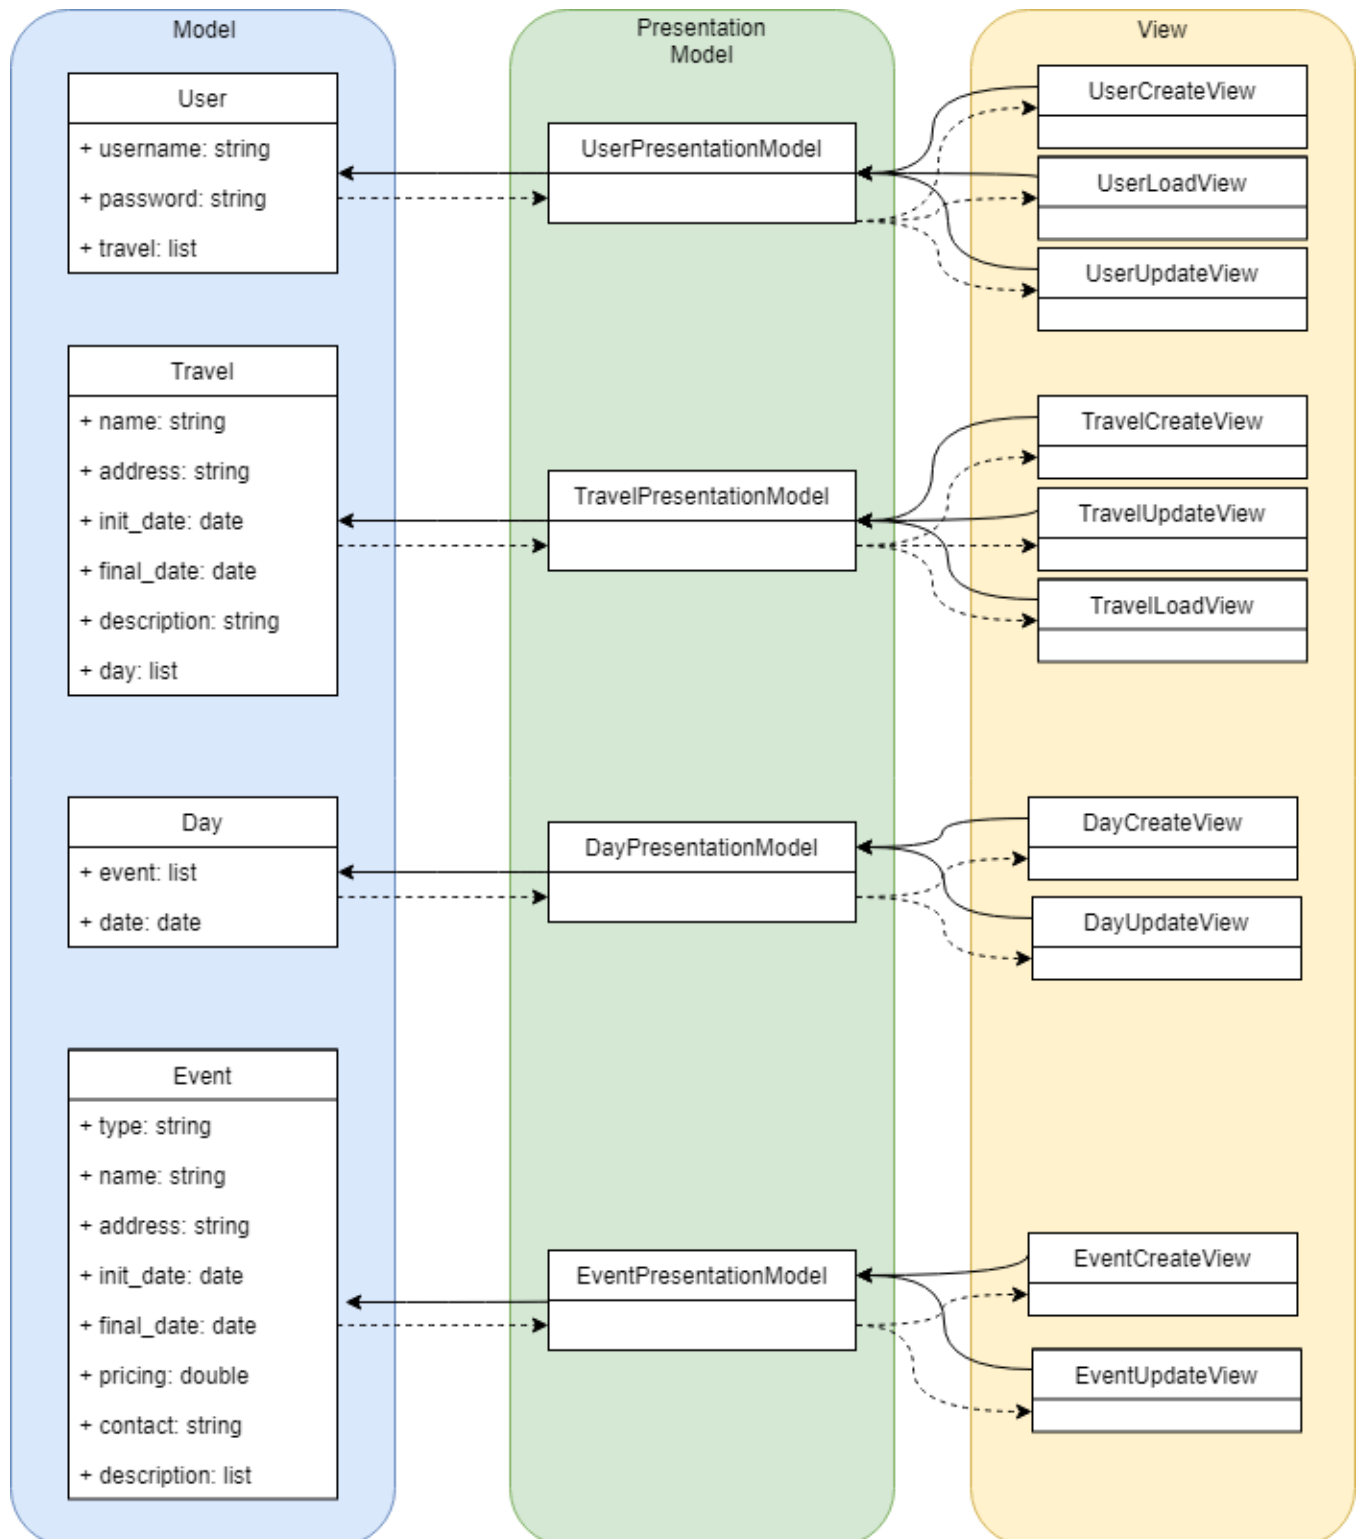 Model
User
+ username: string
+ password: string
+ travel: list
Travel
+ name: string
+ address: string
+ init_date: date
+ final_date: date
+ description: string
+ day: list
Day
+ event: list
+ date: date
Event
+ type: string
+ name: string
+ address: string
+ init_date: date
+ final_date: date
+ pricing: double
+ contact: string
+ description: list
Presentation
Model
UserPresentationModel
TravelPresentationModel
DayPresentationModel
EventPresentationModel
View
UserCreateView
UserLoadView
UserUpdateView
TravelCreateView
TravelUpdateView
TravelLoadView
DayCreateView
DayUpdateView
EventCreateView
EventUpdateView